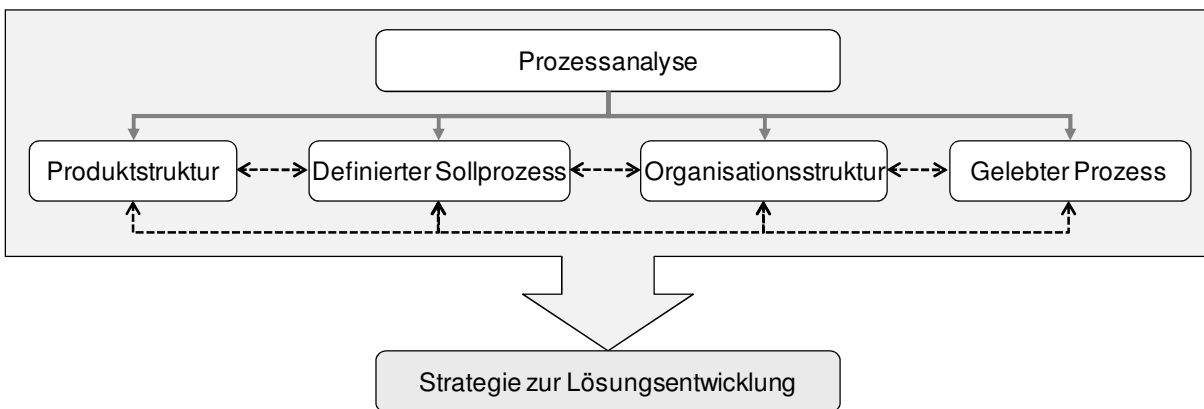 Prozessanalyse
Produktstruktur
Definierter Sollprozess
Organisationsstruktur
Gelebter Prozess
Strategie zur Lösungsentwicklung